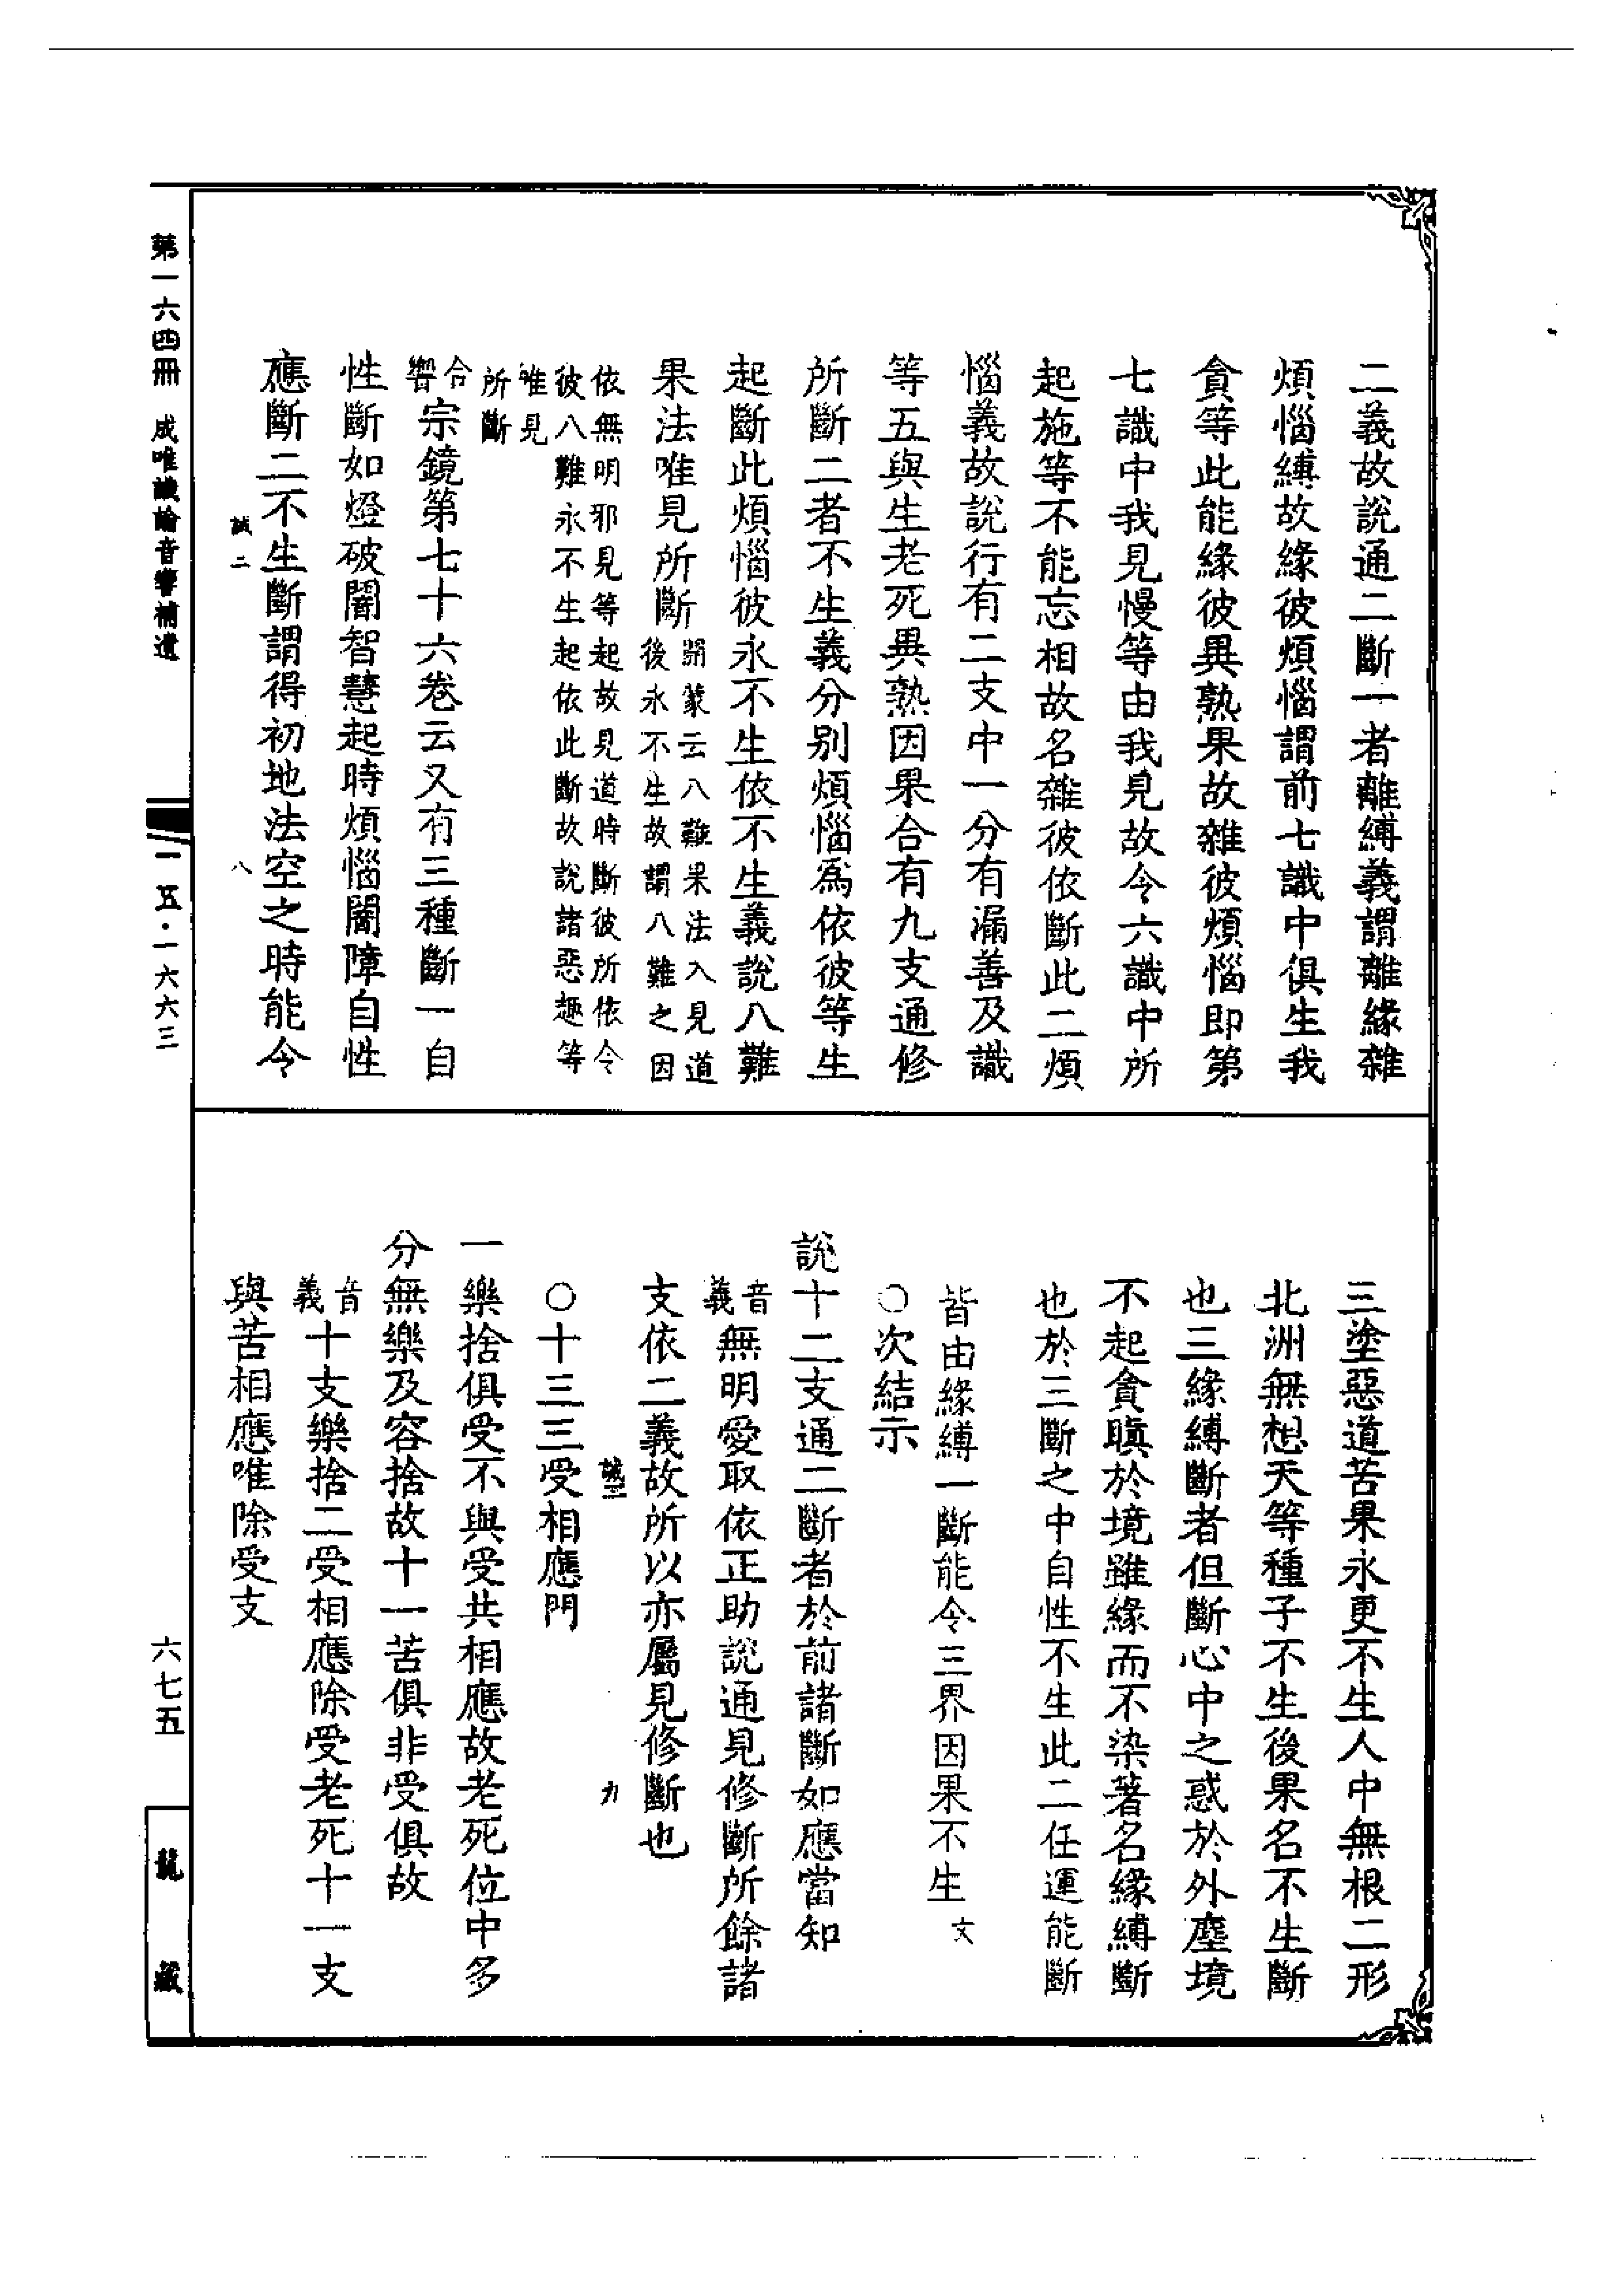 二義故說通二斷一者離縛義謂離緣雜
煩惱縛故緣彼煩惱謂前七識中俱生我
貪等此能緣彼異熟果故雜彼煩惱即第
七識中我見慢等由我見故令六識中所
起施等不能忘相故名雜彼依斷此二煩
惱義故說行有二支中一分有漏善及識
等五與生老死異熟因果合有九支通修
所斷二者不生義分別煩惱爲依彼等生
起斷此煩惱彼永不生依不生義說八難
果法唯見所斷
開蒙云八難果法入見道
後永不生故謂八難之因
依無明邪見等起故見道時斷彼所依令
彼八難永不生起依此斷故說諸惡趣等
唯見
所斷
合
響
宗鏡第七十六卷云又有三種斷一自
性斷如燈破闇智慧起時煩惱闇障自性
應斷二不生斷謂得初地法空之時能令
誠二
八
三塗惡道苦果永更不生人中無根二形
北洲無想天等種子不生後果名不生斷
也三緣縛斷者但斷心中之惑於外塵境
不起貪瞋於境雖緣而不染著名緣縛斷
也於三斷之中自性不生此二任運能斷
皆由緣縛一斷能令三界因果不生
文
○次結示
說十二支通二斷者於前諸斷如應當知
音
義
無明愛取依正助說通見修斷所餘諸
支依二義故所以亦屬見修斷也
誠三
力
○十三三受相應門
一樂捨俱受不與受共相應故老死位中多
分無樂及容捨故十一苦俱非受俱故
音
義
十支樂捨二受相應除受老死十一支
與苦相應唯除受支
第一六四冊 成唯識論音響補遺
一五·一六六三
六七五
龍藏